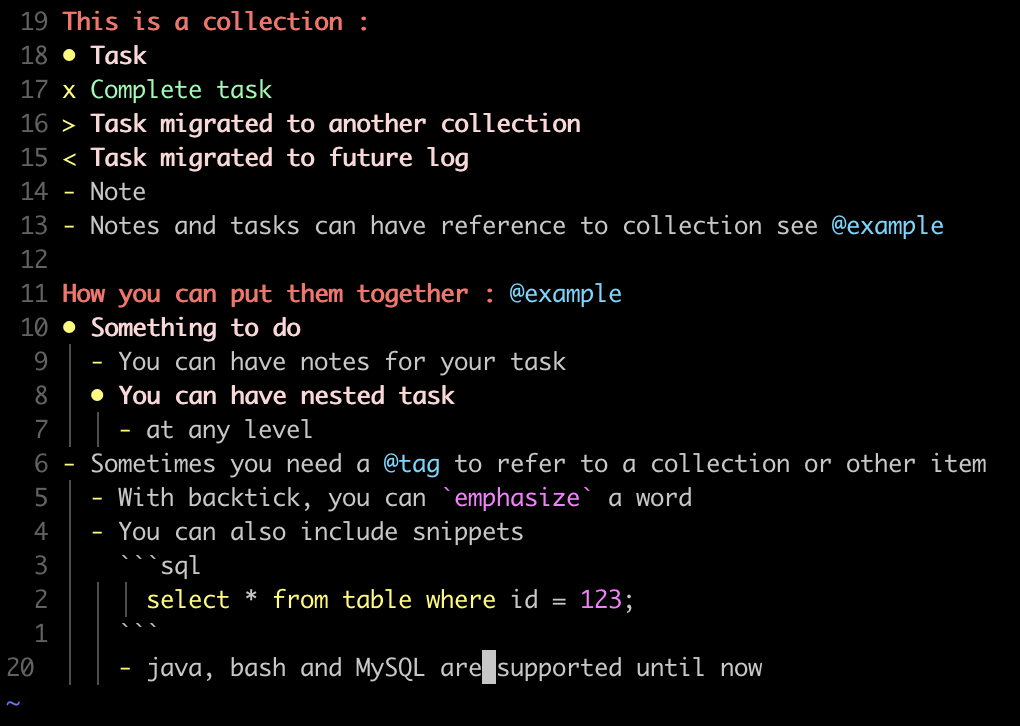 19 This is a collection :
18 ● Task
17 x Complete task
16 > Task migrated to another collection
15 < Task migrated to future log
14 - Note
13 - Notes and tasks can have reference to collection see @example
12
11 How you can put them together : @example
10 ● Something to do
9 - You can have notes for your task
8 ● You can have nested task
7 - at any level
6 - Sometimes you need a @tag to refer to a collection or other item
5 - With backtick, you can `emphasize` a word
4 - You can also include snippets
3 ```sql
2 select * from table where id = 123;
1 ```
20 - java, bash and MySQL are supported until now
~